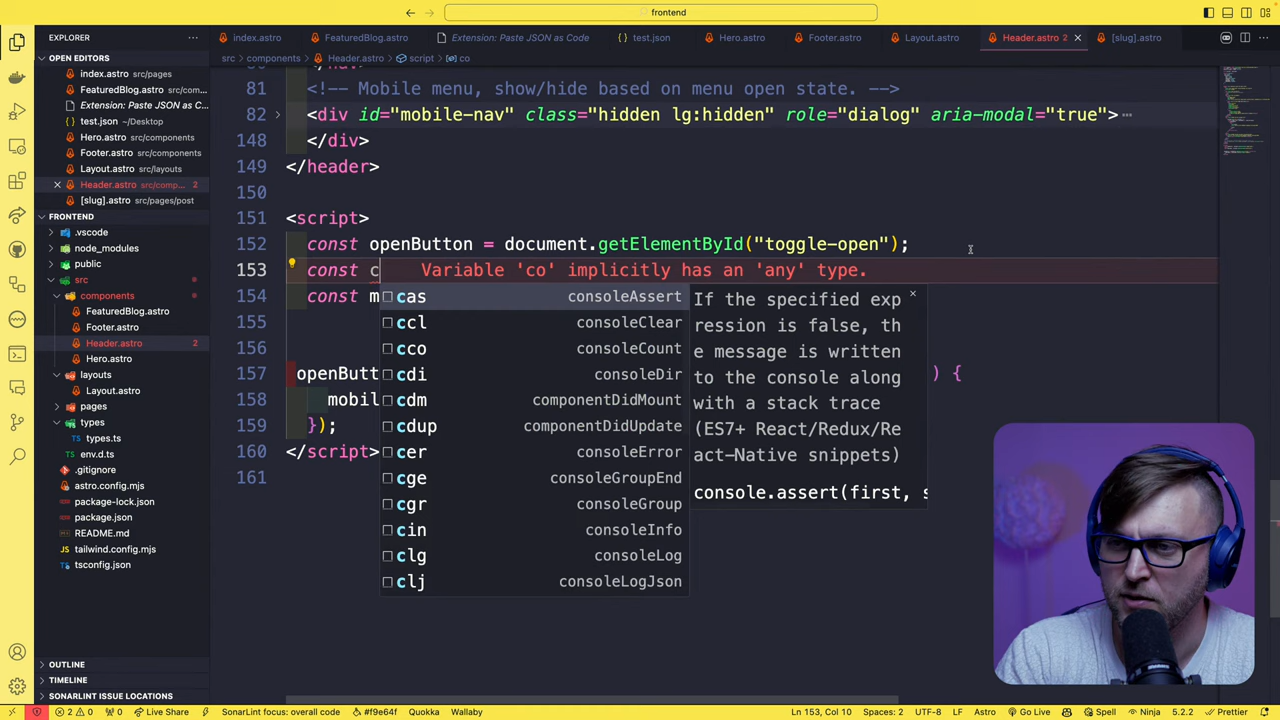 frontend
EXPLORER
OPEN EDITORS
index.astro src/pages
FeaturedBlog.astro src/co...
Extension: Paste JSON as C...
test.json ~/Desktop
Hero.astro src/components
Footer.astro src/components
Layout.astro src/layouts
Header.astro src/comp... 2
[slug].astro src/pages/post
FRONTEND
.vscode
node_modules
public
src
components
FeaturedBlog.astro
Footer.astro
Header.astro 2
Hero.astro
layouts
Layout.astro
pages
types
types.ts
env.d.ts
.gitignore
astro.config.mjs
package-lock.json
package.json
README.md
tailwind.config.mjs
tsconfig.json
OUTLINE
TIMELINE
SONARLINT ISSUE LOCATIONS
index.astro FeaturedBlog.astro Extension: Paste JSON as Code test.json Hero.astro Footer.astro Layout.astro Header.astro 2 [slug].astro
src > components > Header.astro > script > co
81 <!-- Mobile menu, show/hide based on menu open state. -->
82 <div id="mobile-nav" class="hidden lg:hidden" role="dialog" aria-modal="true">
148 </div>
149 </header>
150
151 <script>
152 const openButton = document.getElementById("toggle-open");
153 const c Variable 'co' implicitly has an 'any' type.
154 const m
155
156
157 openButt ) {
158 mobil
159 });
160 </script>
161
cas consoleAssert
ccl consoleClear
cco consoleCount
cdi consoleDir
cdm componentDidMount
cdup componentDidUpdate
cer consoleError
cge consoleGroupEnd
cgr consoleGroup
cin consoleInfo
clg consoleLog
clj consoleLogJson
If the specified exp
ression is false, th
e message is written
to the console along
with a stack trace
(ES7+ React/Redux/Re
act-Native snippets)
console.assert(first, s
2 0 0 Live Share SonarLint focus: overall code #f9e64f Quokka Wallaby Ln 153, Col 10 Spaces: 2 UTF-8 LF Astro Go Live Spell Ninja 5.2.2 Prettier